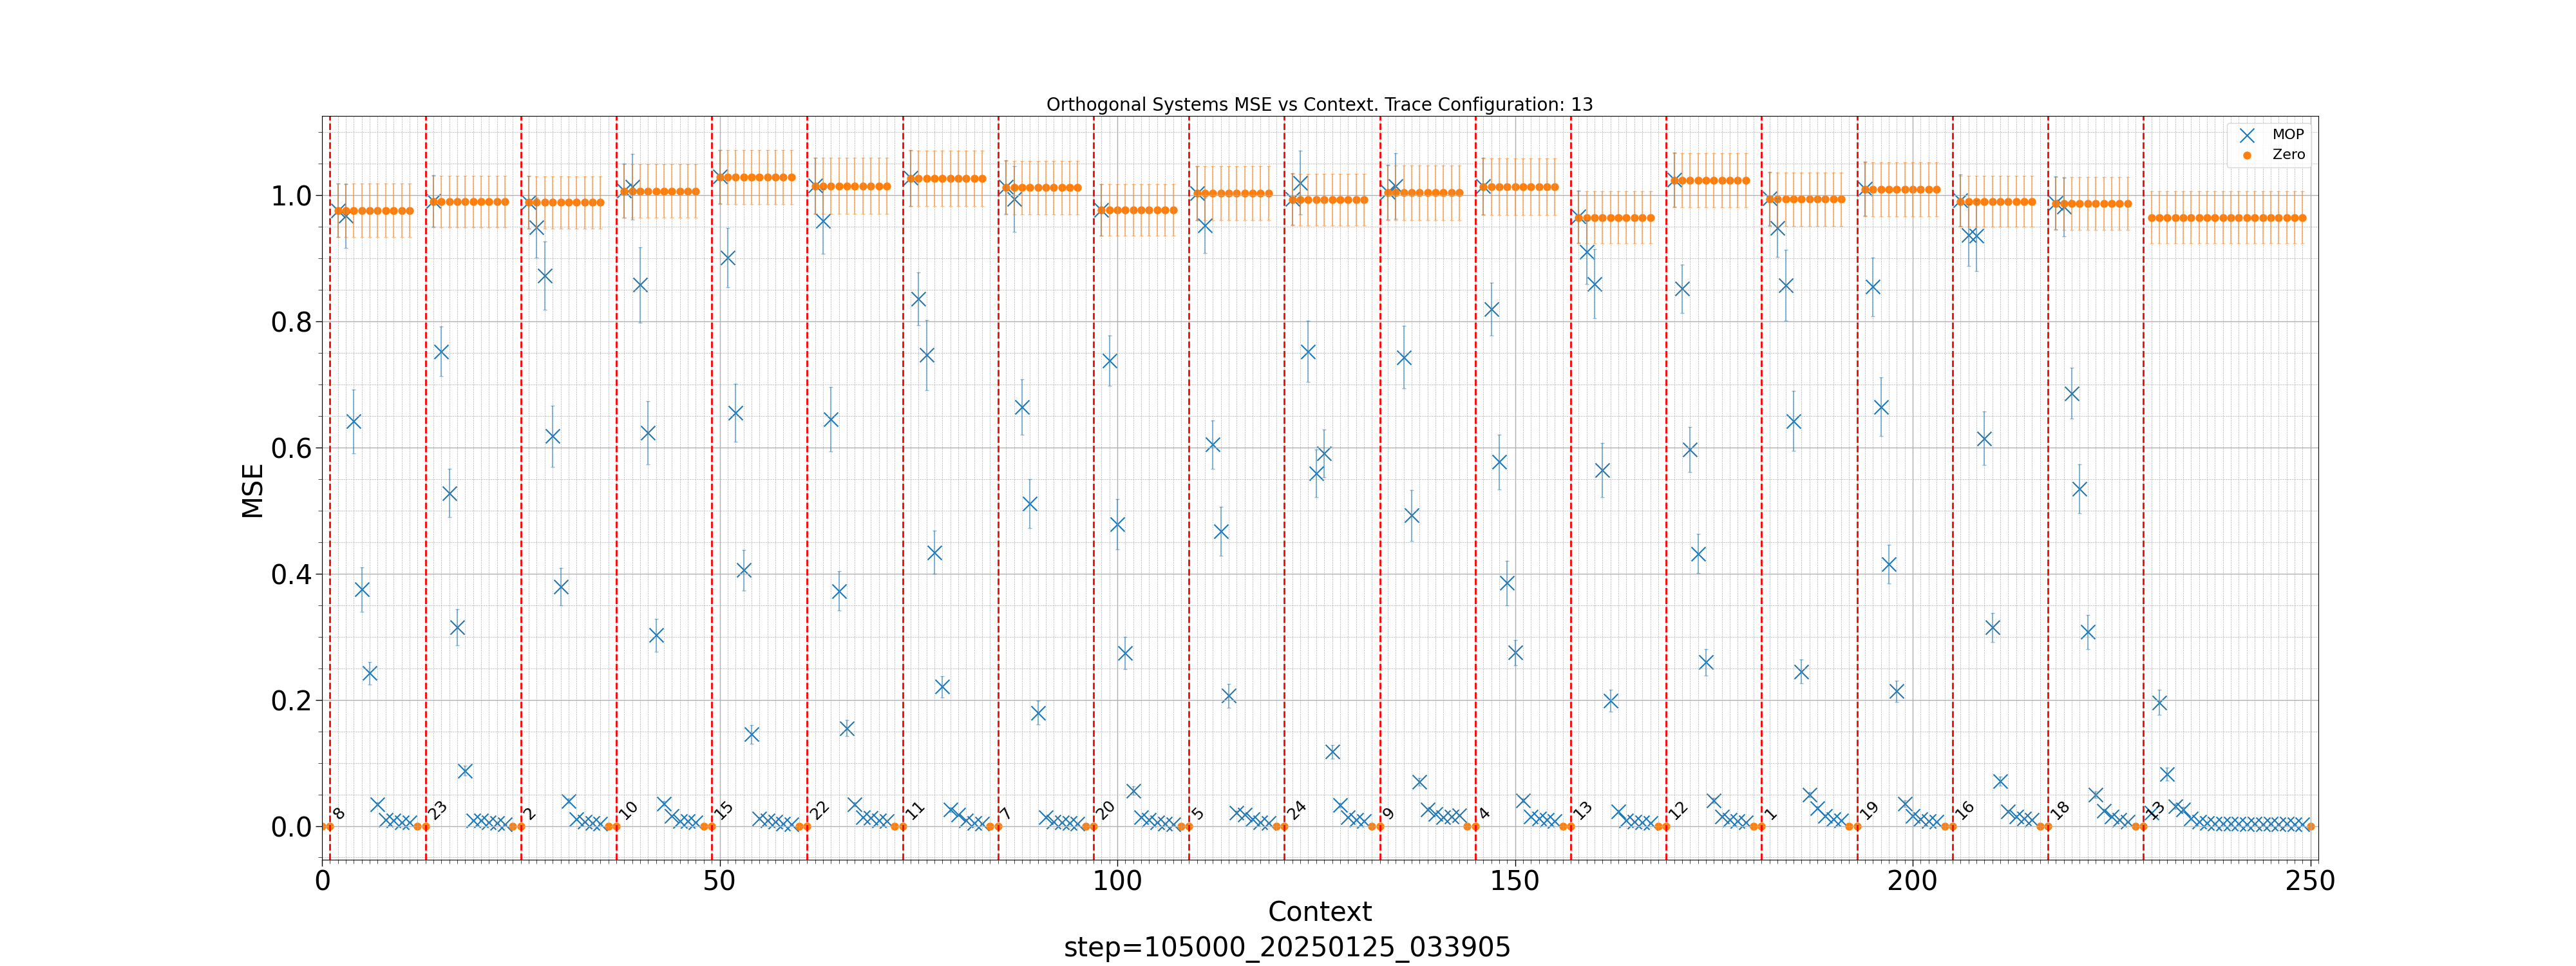 Orthogonal Systems MSE vs Context. Trace Configuration: 13
MOP
Zero
MSE
1.0
0.8
0.6
0.4
0.2
0.0
8 23 2 10 15 22 11 7 20 5 24 9 4 13 12 1 19 16 18 13
0 50 100 150 200 250
Context
step=105000_20250125_033905